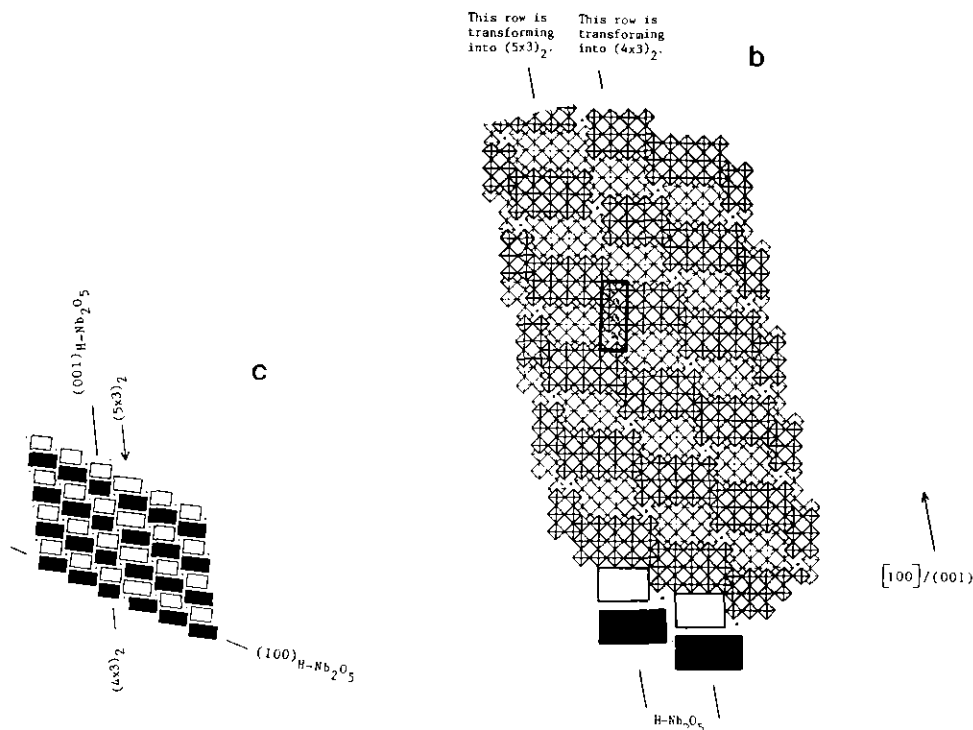 This row is
transforming
into (5x3)₂.
This row is
transforming
into (4x3)₂.
b
c
(001)H-Nb₂O₅
(5x3)₂
(4x3)₂
(100)H-Nb₂O₅
[100]/(001)
H-Nb₂O₅